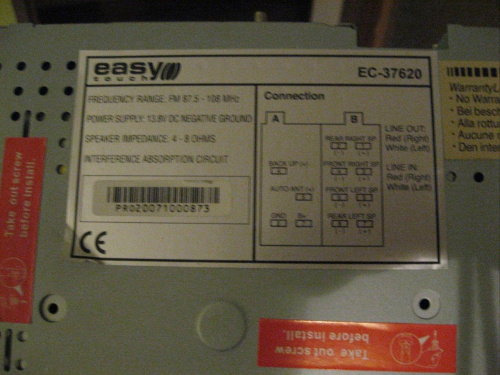 easy
touch
EC-37620
FREQUENCY RANGE: FM 87.5 - 108 MHz
POWER SUPPLY: 13.8V DC NEGATIVE GROUND
SPEAKER IMPEDANCE: 4 - 8 OHMS
INTERFERENCE ABSORPTION CIRCUIT
PR020071000873
CE
Connection
A B
REAR RIGHT SP
(-) (+)
BACK UP (+) FRONT RIGHT SP
(-) (+)
AUTO ANT (+) FRONT LEFT SP
(-) (+)
GND B+ REAR LEFT SP
(-) (+)
LINE OUT:
Red (Right)
White (Left)
LINE IN:
Red (Right)
White (Left)
Warranty
• No Warra
• Bei besch
• Alla rottu
• Aucune
• Den inte
Take out screw
before install.
Take out screw
before install.